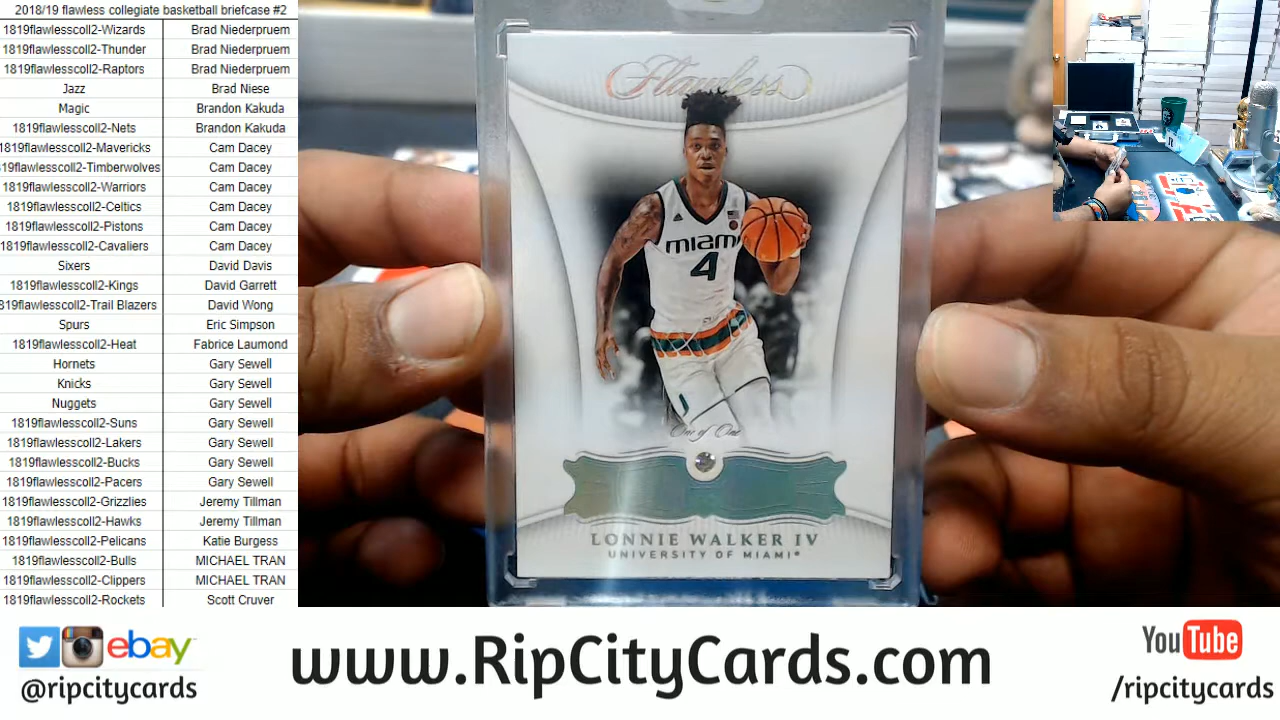 2018/19 flawless collegiate basketball briefcase #2
1819flawlesscoll2-Wizards Brad Niederpruem
1819flawlesscoll2-Thunder Brad Niederpruem
1819flawlesscoll2-Raptors Brad Niederpruem
Jazz Brad Niese
Magic Brandon Kakuda
1819flawlesscoll2-Nets Brandon Kakuda
1819flawlesscoll2-Mavericks Cam Dacey
819flawlesscoll2-Timberwolves Cam Dacey
1819flawlesscoll2-Warriors Cam Dacey
1819flawlesscoll2-Celtics Cam Dacey
1819flawlesscoll2-Pistons Cam Dacey
1819flawlesscoll2-Cavaliers Cam Dacey
Sixers David Davis
1819flawlesscoll2-Kings David Garrett
819flawlesscoll2-Trail Blazers David Wong
Spurs Eric Simpson
1819flawlesscoll2-Heat Fabrice Laumond
Hornets Gary Sewell
Knicks Gary Sewell
Nuggets Gary Sewell
1819flawlesscoll2-Suns Gary Sewell
1819flawlesscoll2-Lakers Gary Sewell
1819flawlesscoll2-Bucks Gary Sewell
1819flawlesscoll2-Pacers Gary Sewell
1819flawlesscoll2-Grizzlies Jeremy Tillman
1819flawlesscoll2-Hawks Jeremy Tillman
1819flawlesscoll2-Pelicans Katie Burgess
1819flawlesscoll2-Bulls MICHAEL TRAN
1819flawlesscoll2-Clippers MICHAEL TRAN
1819flawlesscoll2-Rockets Scott Cruver
Flawless
MIAMI
4
One of One
LONNIE WALKER IV
UNIVERSITY OF MIAMI®
ebay
@ripcitycards
www.RipCityCards.com
YouTube
/ripcitycards